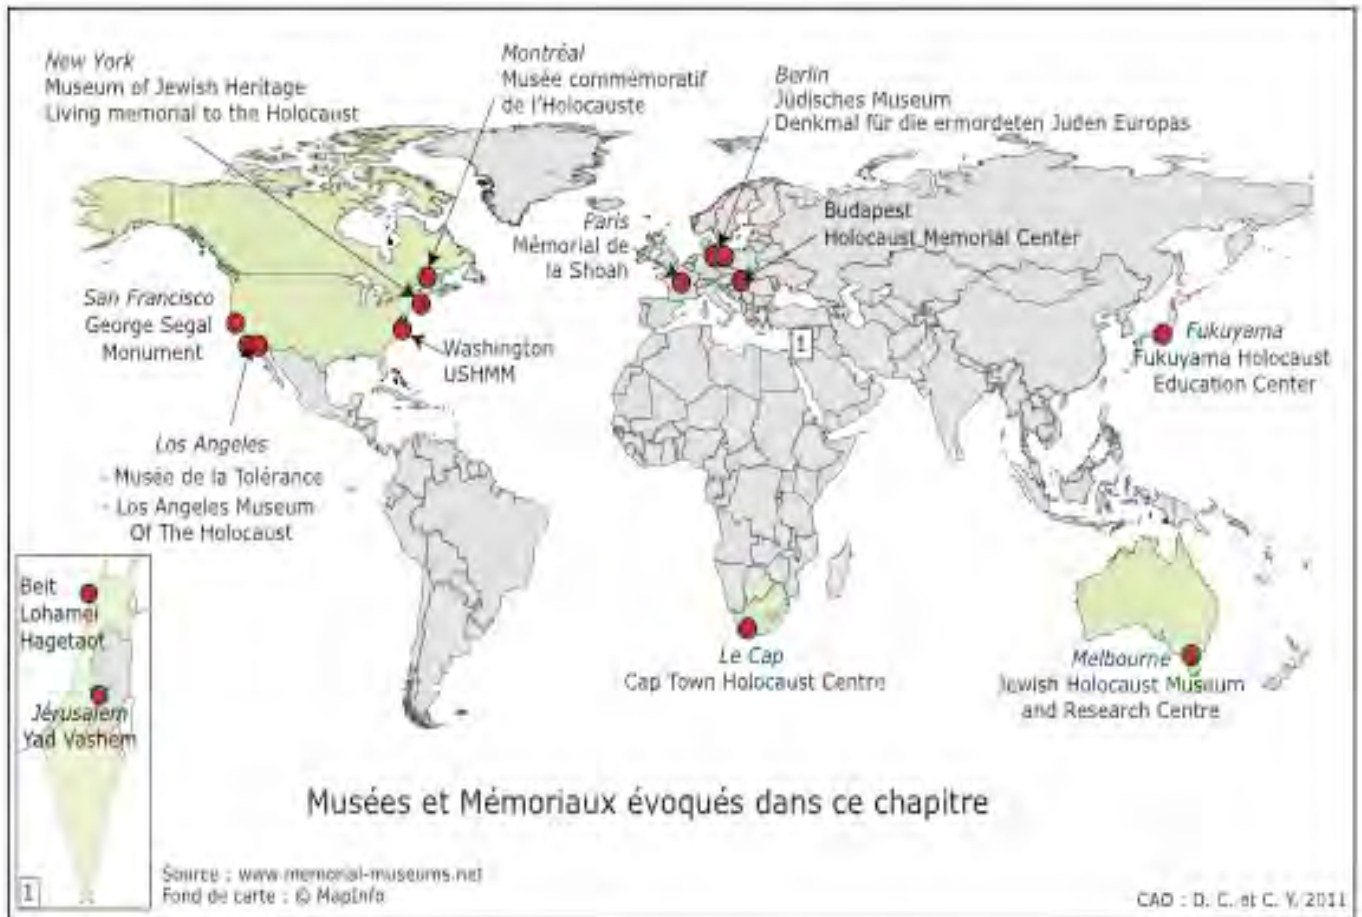 New York
Museum of Jewish Heritage
Living memorial to the Holocaust
Montréal
Musée commémoratif
de l'Holocauste
Berlin
Jüdisches Museum
Denkmal für die ermordeten Juden Europas
Paris
Mémorial de
la Shoah
Budapest
Holocaust Memorial Center
San Francisco
George Segal
Monument
Washington
USHMM
1
Fukuyama
Fukuyama Holocaust
Education Center
Los Angeles
- Musée de la Tolérance
- Los Angeles Museum
Of The Holocaust
Beit
Lohamei
Hagetaot
Jérusalem
Yad Vashem
Le Cap
Cap Town Holocaust Centre
Melbourne
Jewish Holocaust Museum
and Research Centre
Musées et Mémoriaux évoqués dans ce chapitre
1
Source : www.memorial-museums.net
Fond de carte : © MapInfo
CAO : D. C. et C. Y. 2011